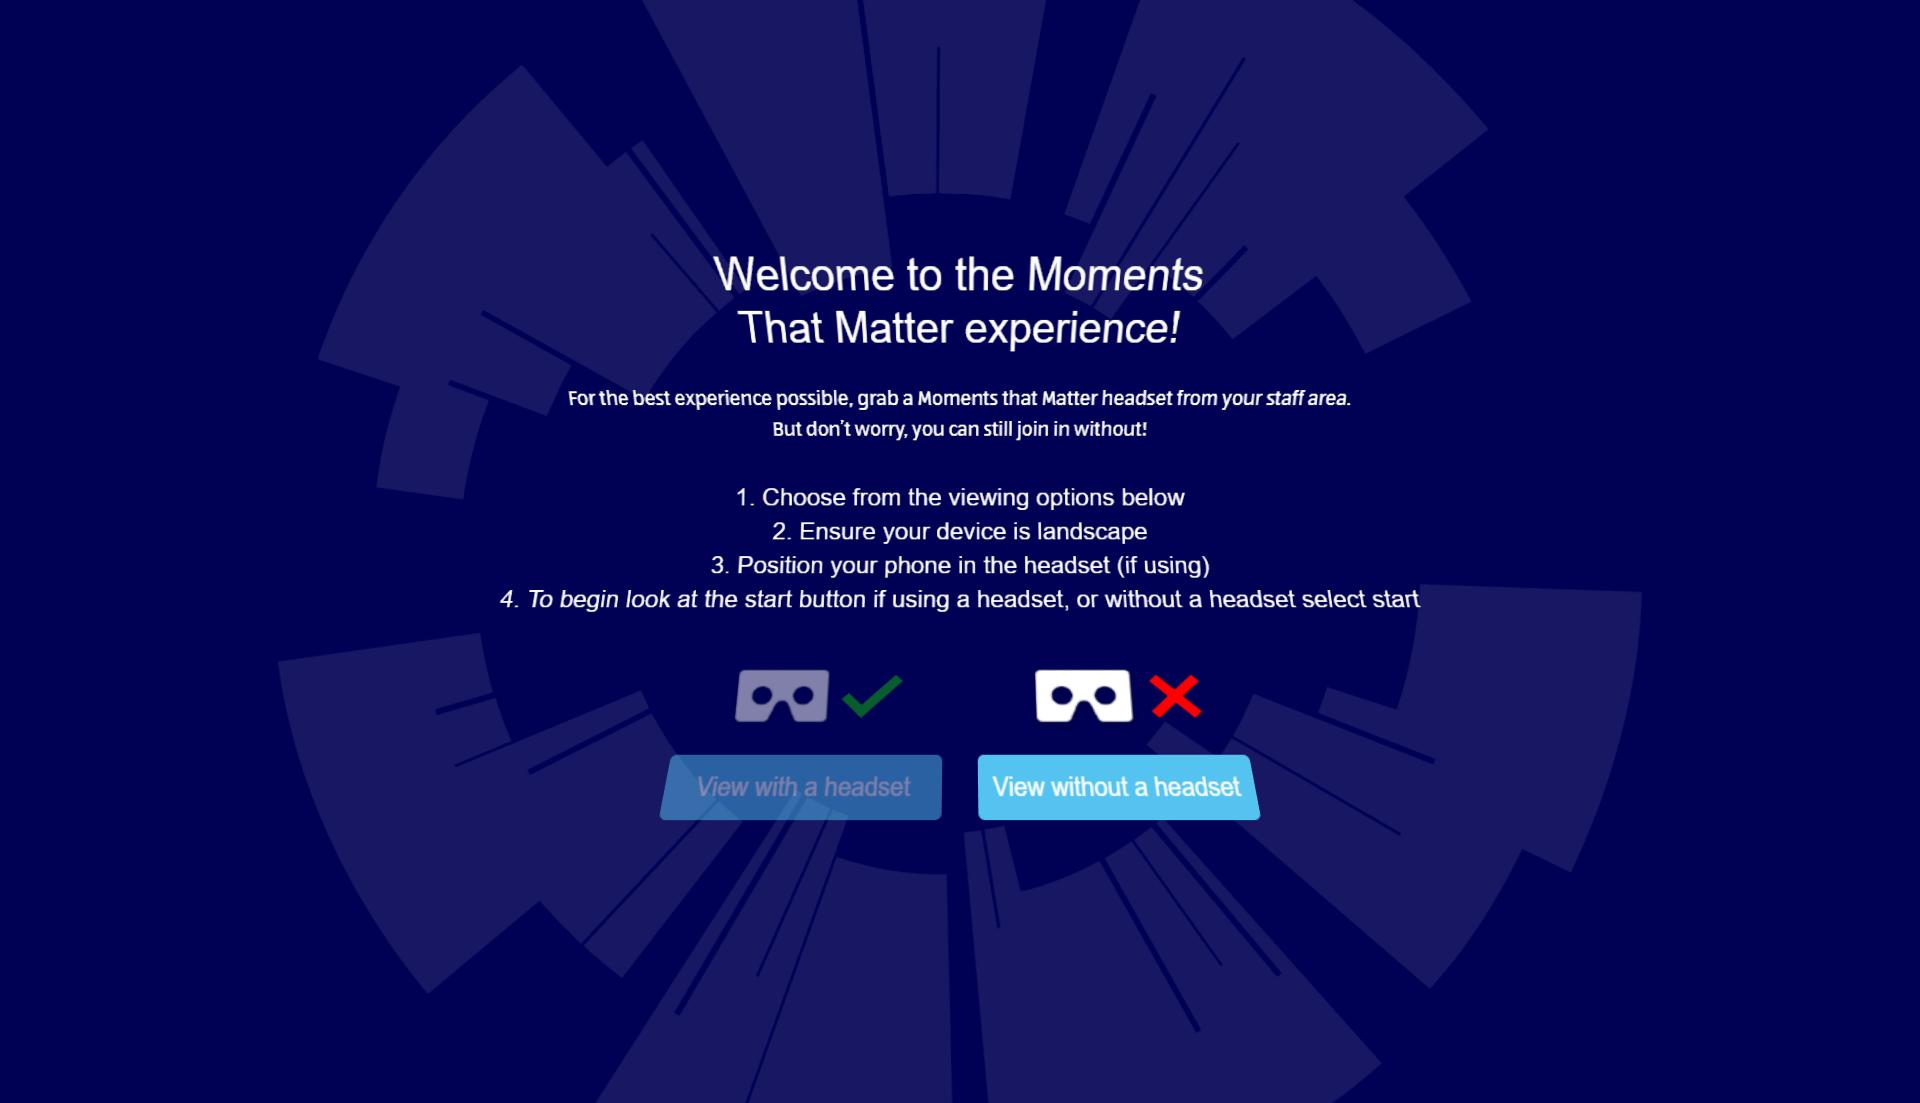 Welcome to the Moments
That Matter experience!
For the best experience possible, grab a Moments that Matter headset from your staff area.
But don't worry, you can still join in without!
1. Choose from the viewing options below
2. Ensure your device is landscape
3. Position your phone in the headset (if using)
4. To begin look at the start button if using a headset, or without a headset select start
View with a headset
View without a headset